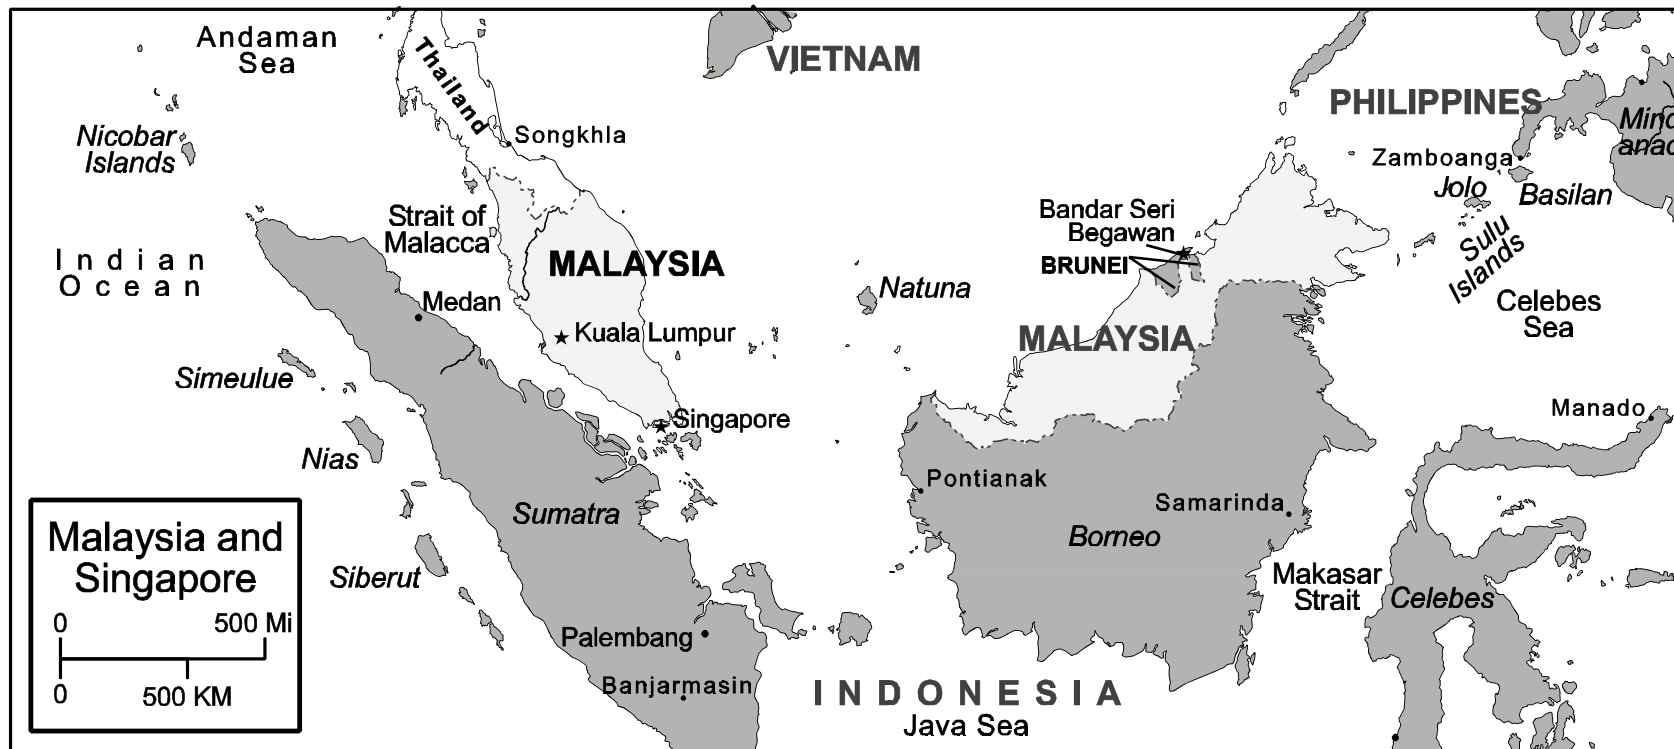 Andaman
Sea
Thailand
VIETNAM
PHILIPPINES
Mind
anao
Nicobar
Islands
Songkhla
Zamboanga
Jolo
Basilan
Strait of
Malacca
Bandar Seri
Begawan
BRUNEI
Sulu
Islands
Indian
Ocean
MALAYSIA
Medan
Natuna
Celebes
Sea
Kuala Lumpur
MALAYSIA
Simeulue
Singapore
Manado
Nias
Pontianak
Samarinda
Sumatra
Borneo
Malaysia and
Singapore
Siberut
Makasar
Strait
Celebes
0
500 Mi
0
500 KM
Palembang
Banjarmasin
INDONESIA
Java Sea